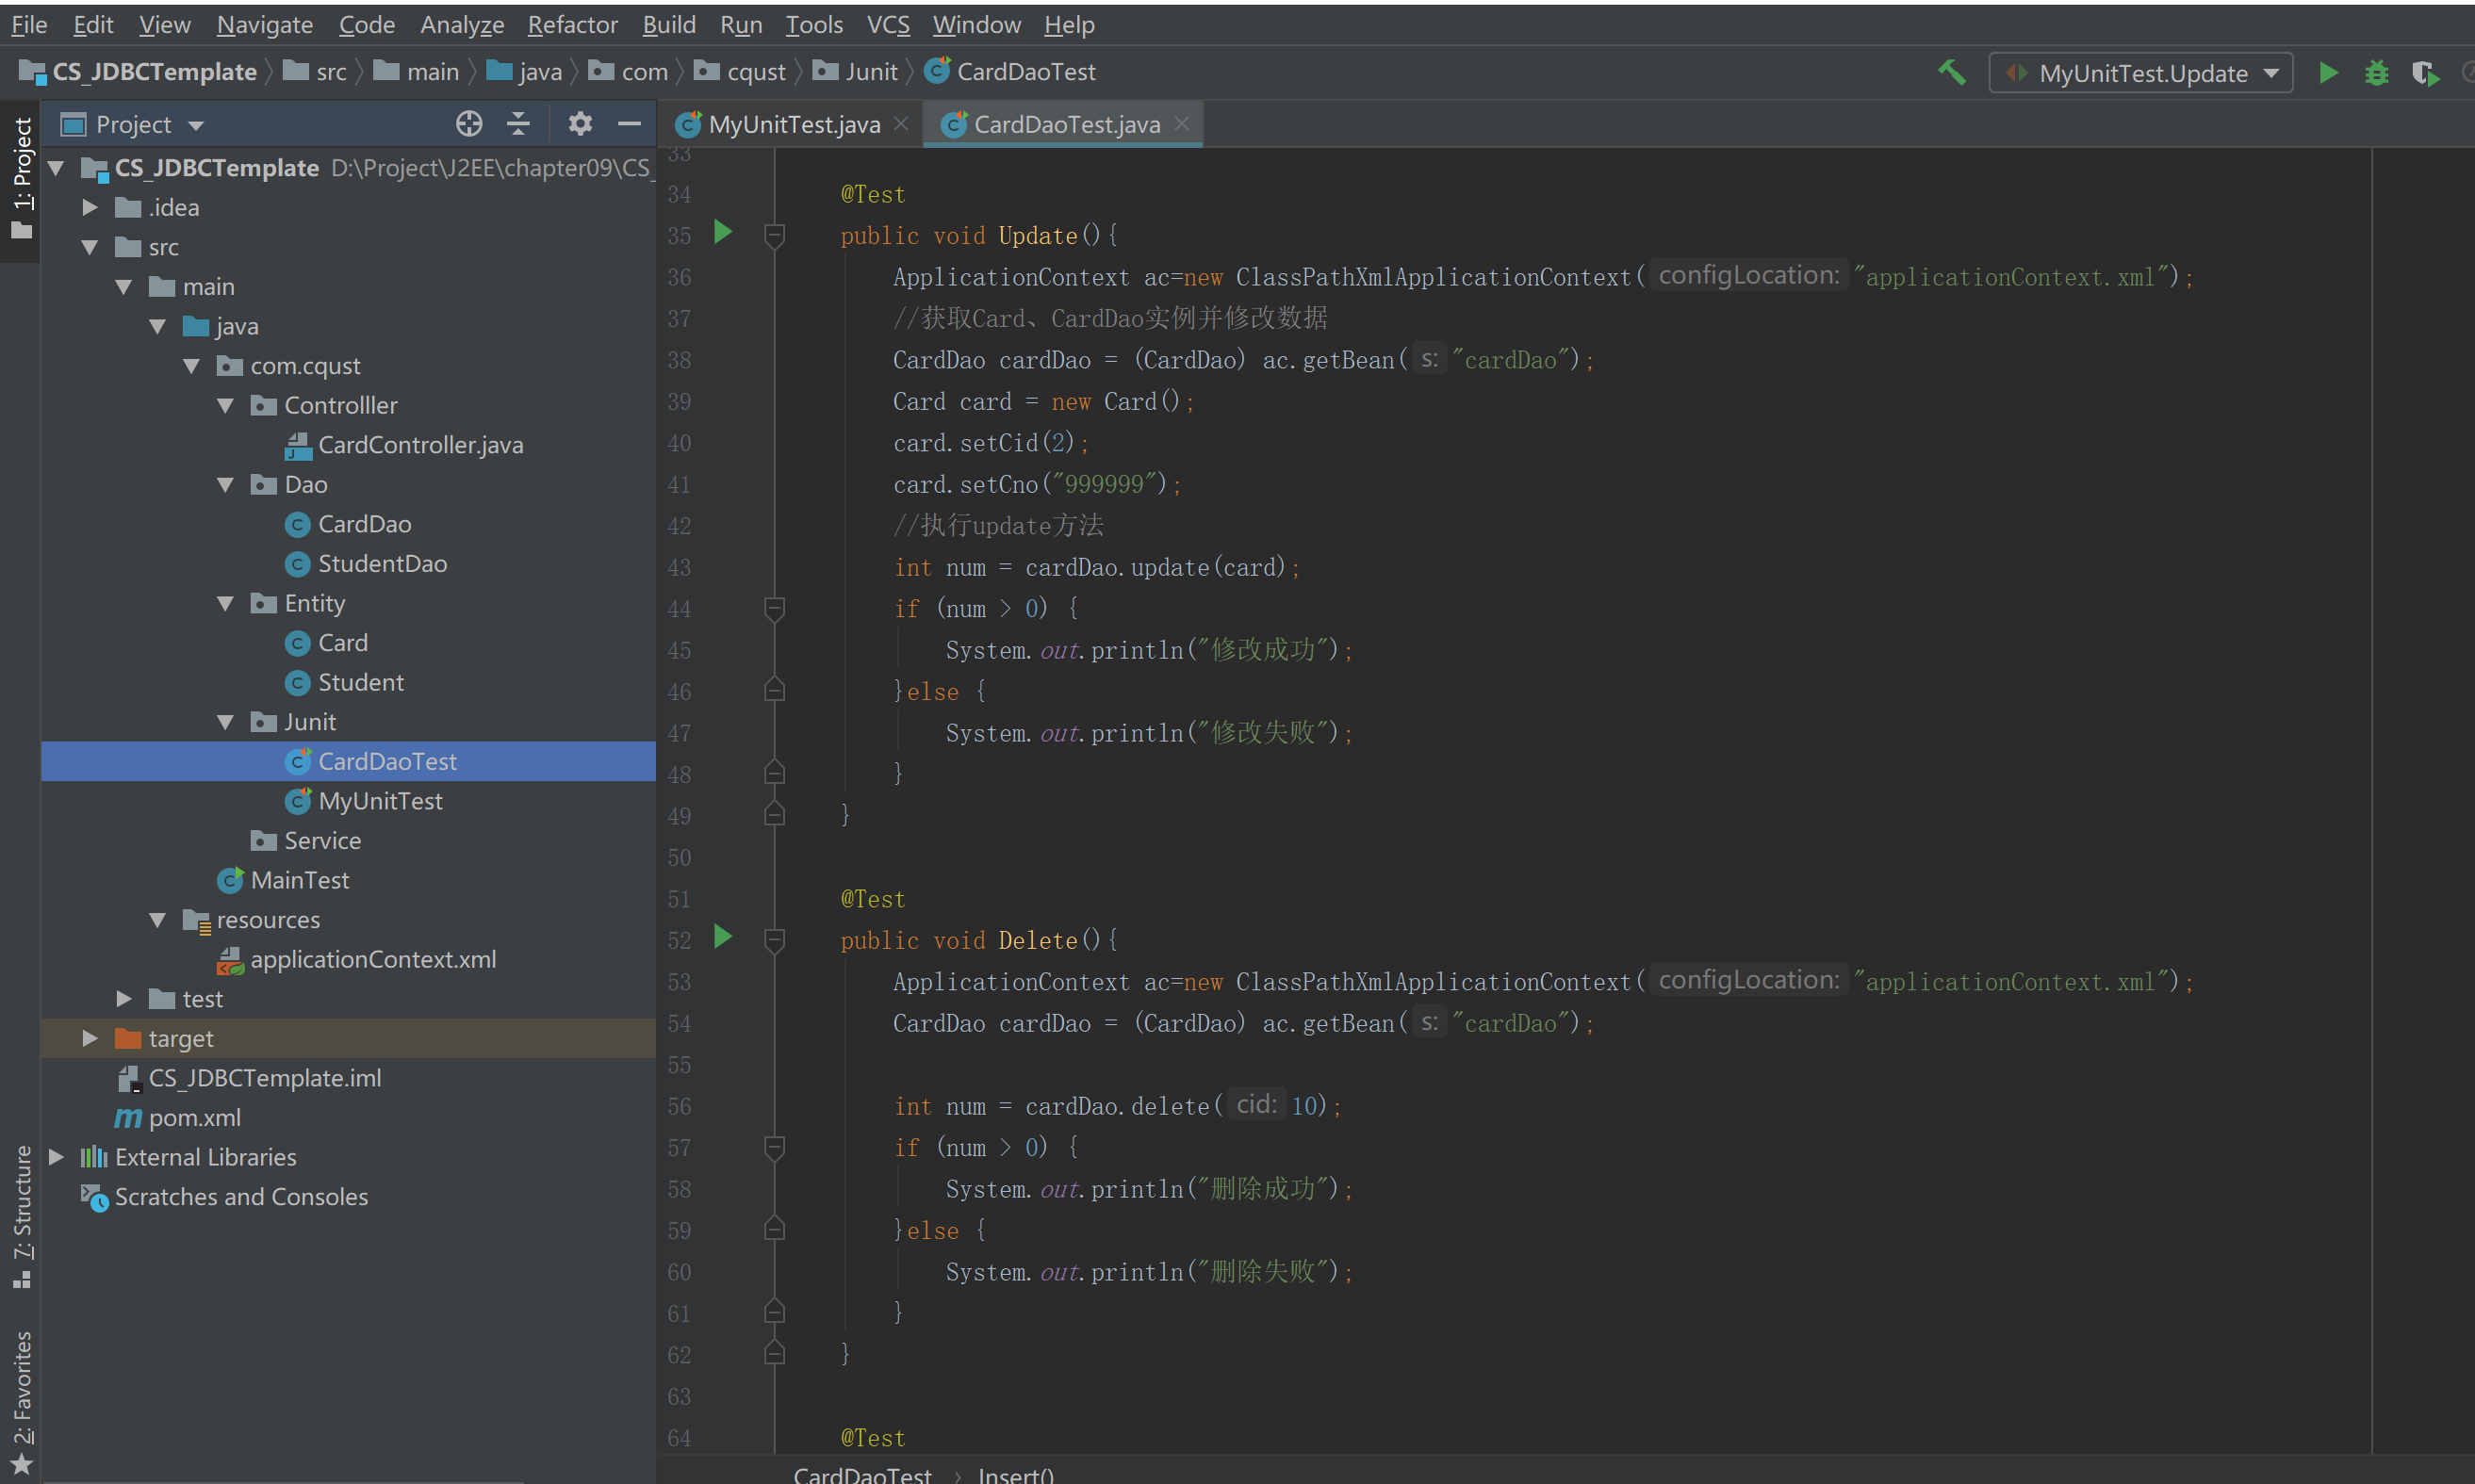 File Edit View Navigate Code Analyze Refactor Build Run Tools VCS Window Help
CS_JDBCTemplate src main java com cqust Junit CardDaoTest MyUnitTest.Update
1: Project
7: Structure
2: Favorites
Project
CS_JDBCTemplate D:\Project\J2EE\chapter09\CS_
.idea
src
main
java
com.cqust
Controlller
CardController.java
Dao
CardDao
StudentDao
Entity
Card
Student
Junit
CardDaoTest
MyUnitTest
Service
MainTest
resources
applicationContext.xml
test
target
CS_JDBCTemplate.iml
pom.xml
External Libraries
Scratches and Consoles
MyUnitTest.java CardDaoTest.java
33
34 @Test
35 public void Update(){
36 ApplicationContext ac=new ClassPathXmlApplicationContext( configLocation: "applicationContext.xml");
37 //获取Card、CardDao实例并修改数据
38 CardDao cardDao = (CardDao) ac.getBean( s: "cardDao");
39 Card card = new Card();
40 card.setCid(2);
41 card.setCno("999999");
42 //执行update方法
43 int num = cardDao.update(card);
44 if (num > 0) {
45 System.out.println("修改成功");
46 }else {
47 System.out.println("修改失败");
48 }
49 }
50
51 @Test
52 public void Delete(){
53 ApplicationContext ac=new ClassPathXmlApplicationContext( configLocation: "applicationContext.xml");
54 CardDao cardDao = (CardDao) ac.getBean( s: "cardDao");
55
56 int num = cardDao.delete( cid: 10);
57 if (num > 0) {
58 System.out.println("删除成功");
59 }else {
60 System.out.println("删除失败");
61 }
62 }
63
64 @Test
CardDaoTest › Insert()